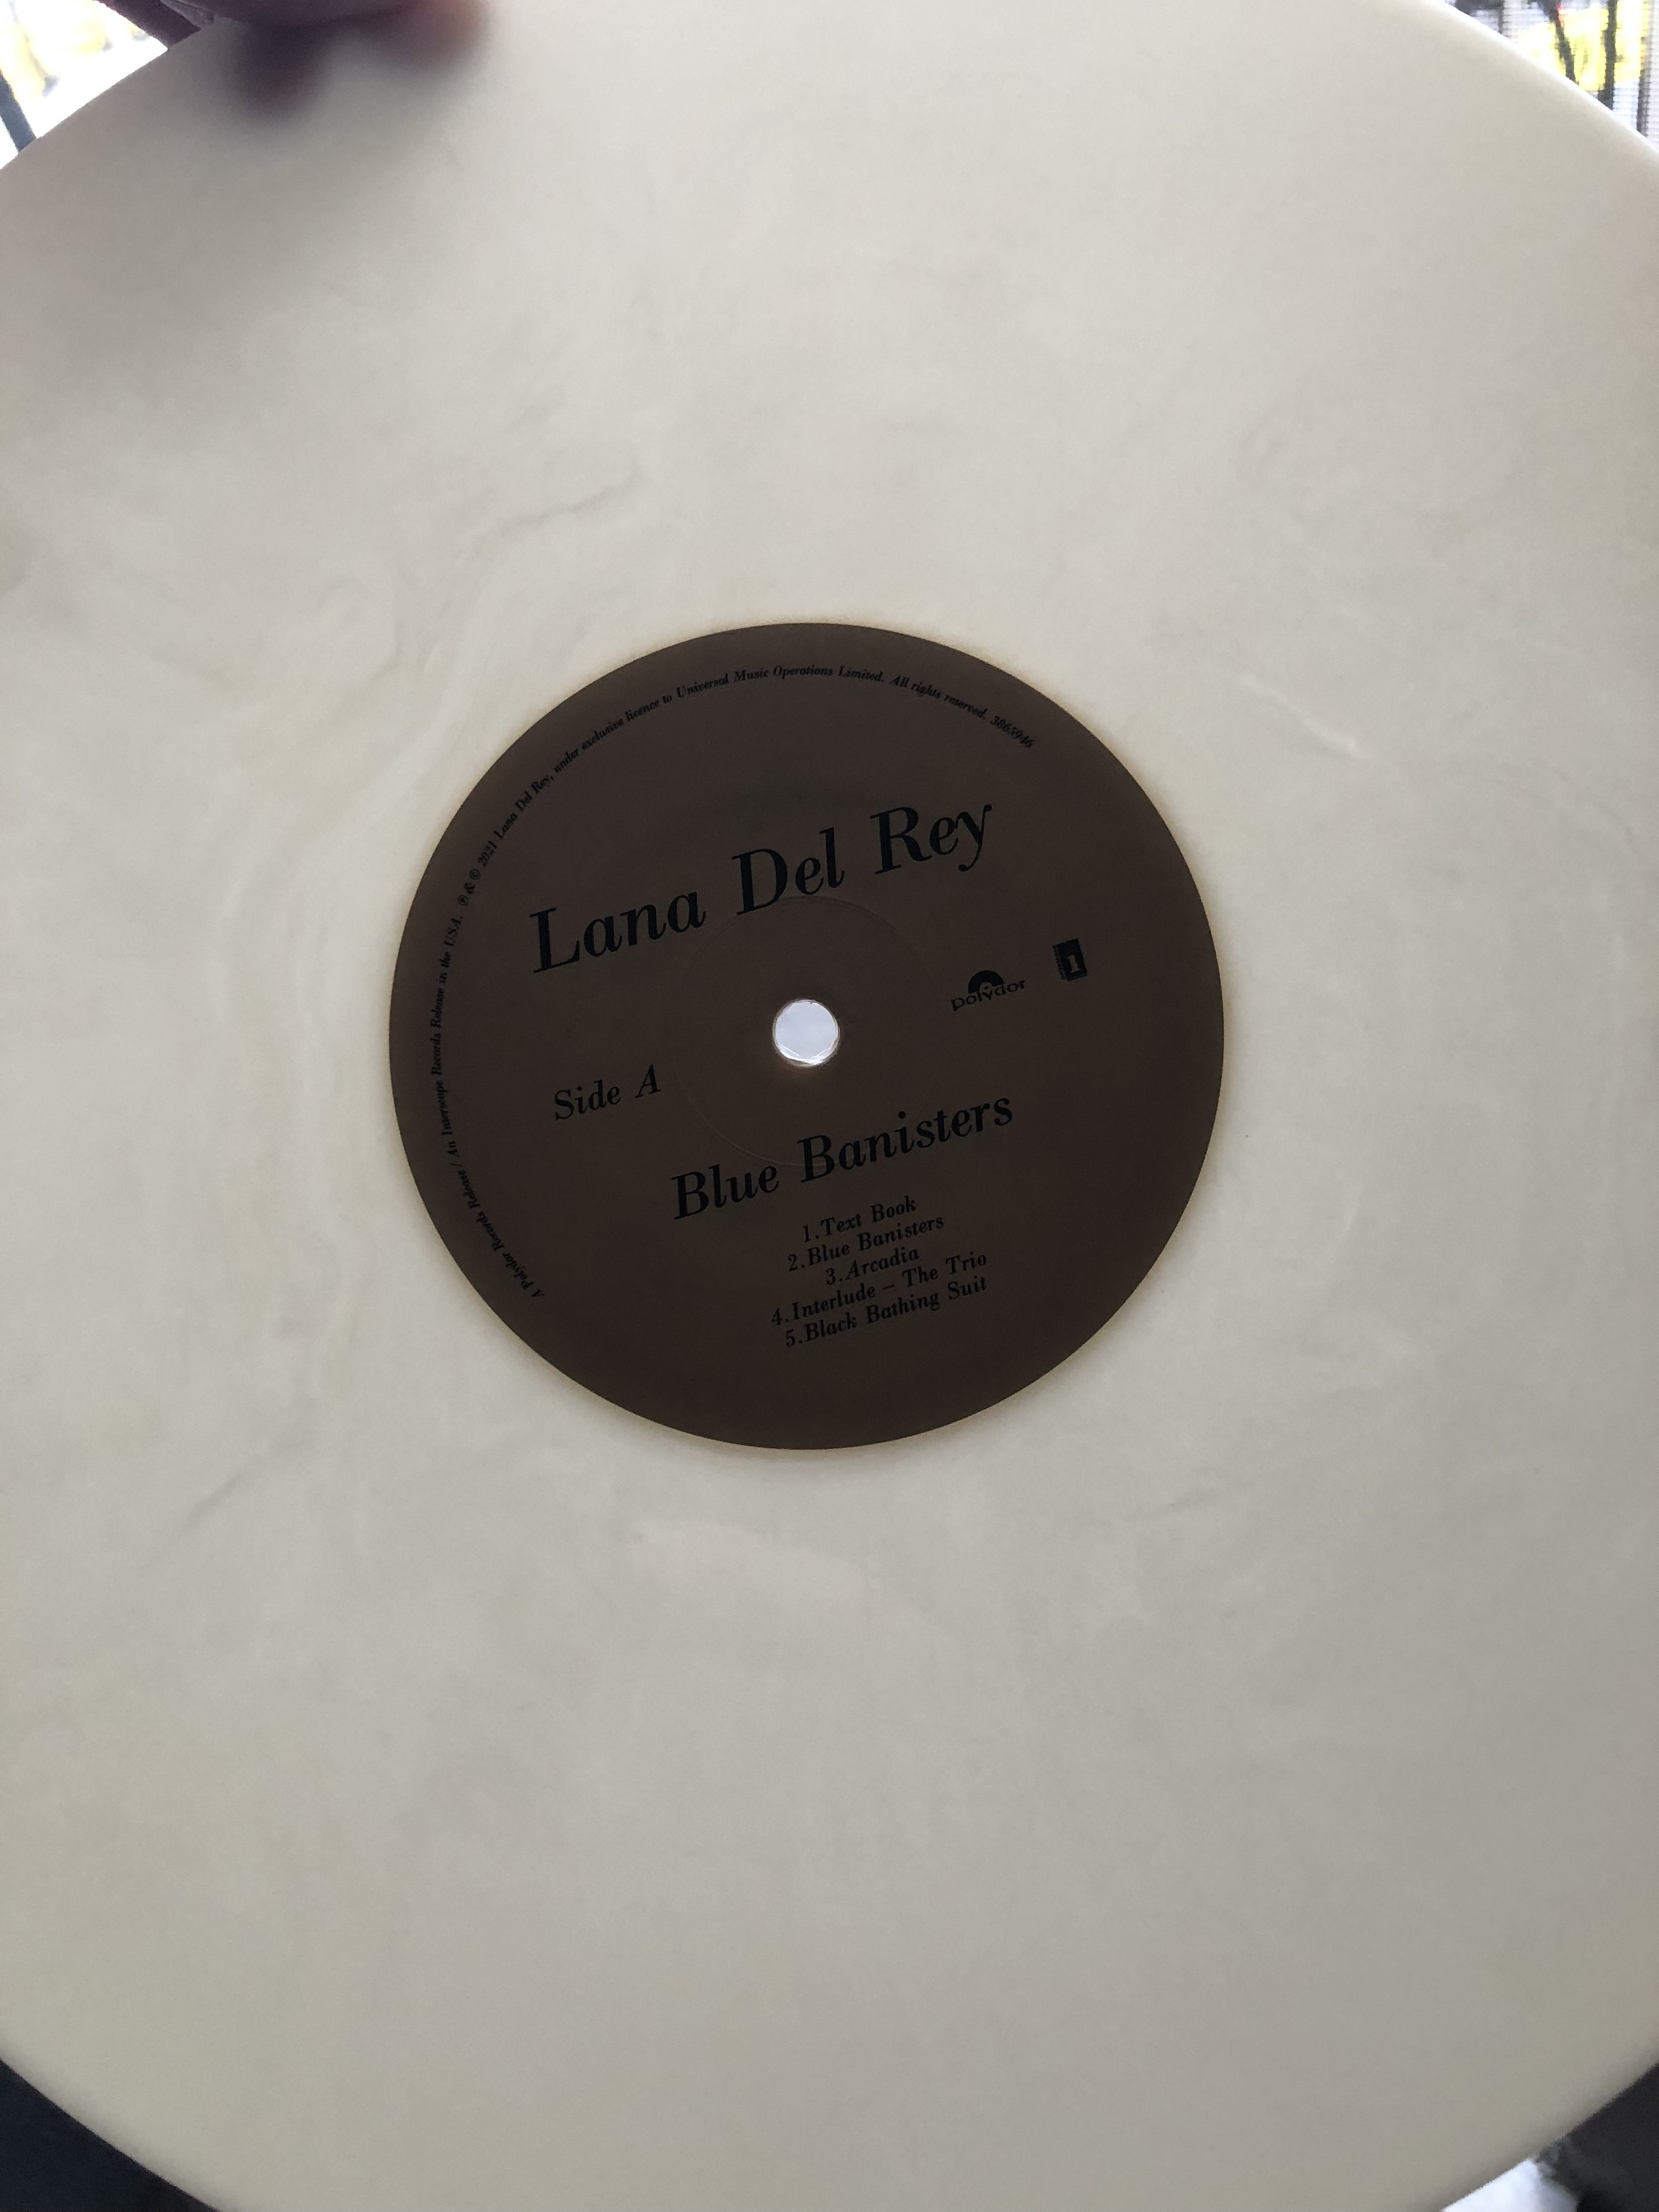 A Polydor Records Release / An Interscope Records Release in the USA. ℗ & © 2021 Lana Del Rey, under exclusive licence to Universal Music Operations Limited. All rights reserved. 3865946
Lana Del Rey
polydor
i
Side A
Blue Banisters
1.Text Book
2.Blue Banisters
3.Arcadia
4.Interlude – The Trio
5.Black Bathing Suit